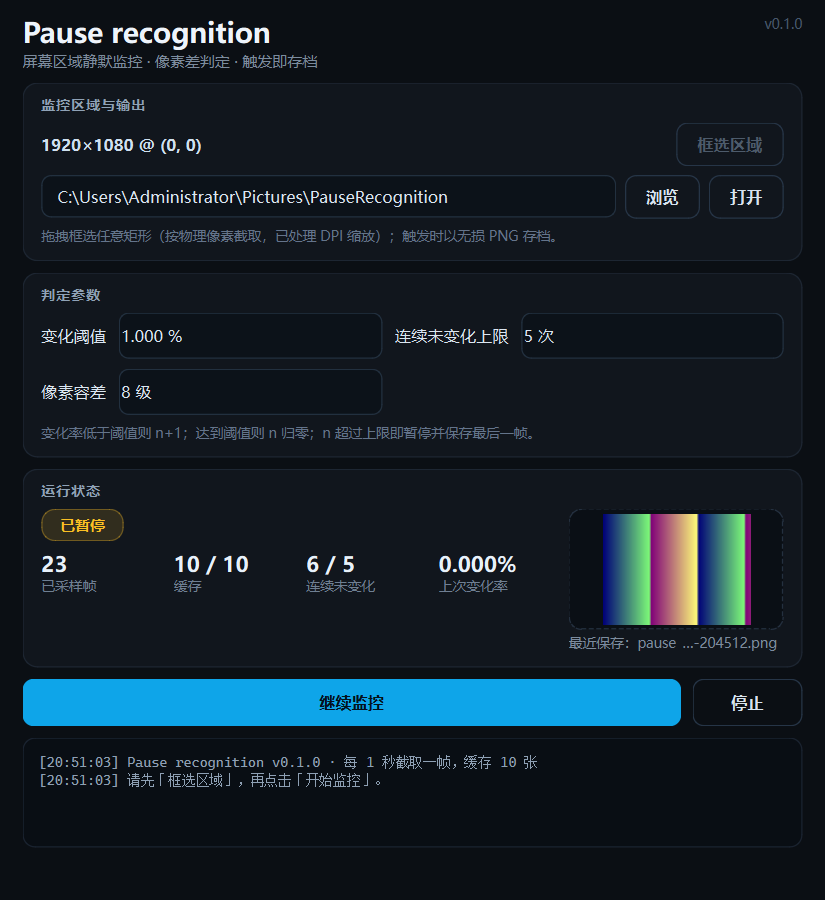 Pause recognition
v0.1.0
屏幕区域静默监控 · 像素差判定 · 触发即存档
监控区域与输出
1920×1080 @ (0, 0)
框选区域
C:\Users\Administrator\Pictures\PauseRecognition
浏览
打开
拖拽框选任意矩形（按物理像素截取，已处理 DPI 缩放）；触发时以无损 PNG 存档。
判定参数
变化阈值
1.000 %
连续未变化上限
5 次
像素容差
8 级
变化率低于阈值则 n+1；达到阈值则 n 归零；n 超过上限即暂停并保存最后一帧。
运行状态
已暂停
23
10 / 10
6 / 5
0.000%
已采样帧
缓存
连续未变化
上次变化率
最近保存：pause ...-204512.png
继续监控
停止
[20:51:03] Pause recognition v0.1.0 · 每 1 秒截取一帧，缓存 10 张
[20:51:03] 请先「框选区域」，再点击「开始监控」。